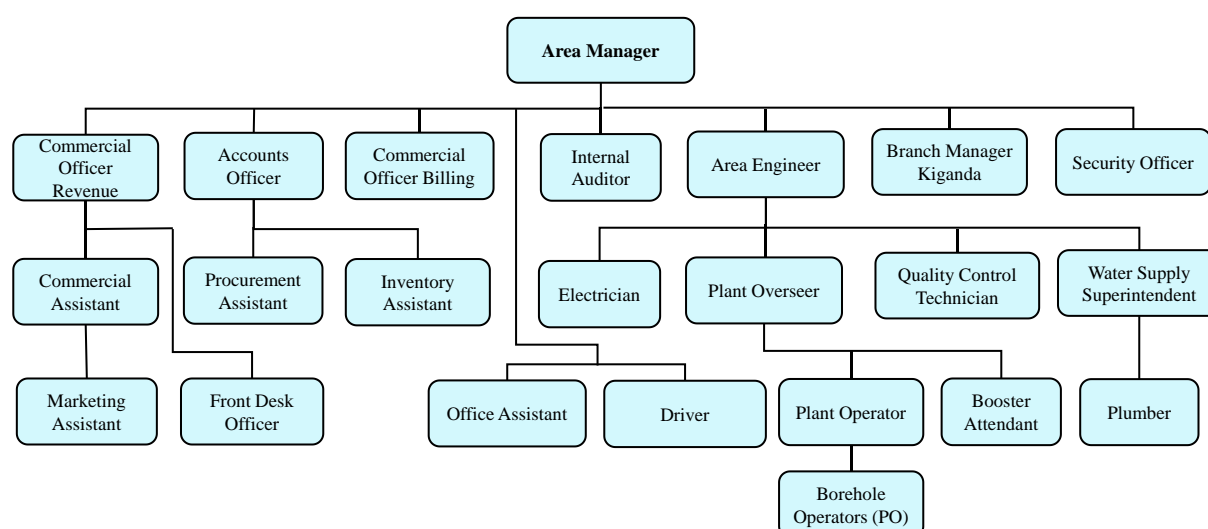 Area Manager
Commercial
Officer
Revenue
Accounts
Officer
Commercial
Officer Billing
Internal
Auditor
Area Engineer
Branch Manager
Kiganda
Security Officer
Commercial
Assistant
Procurement
Assistant
Inventory
Assistant
Electrician
Plant Overseer
Quality Control
Technician
Water Supply
Superintendent
Marketing
Assistant
Front Desk
Officer
Office Assistant
Driver
Plant Operator
Booster
Attendant
Plumber
Borehole
Operators (PO)